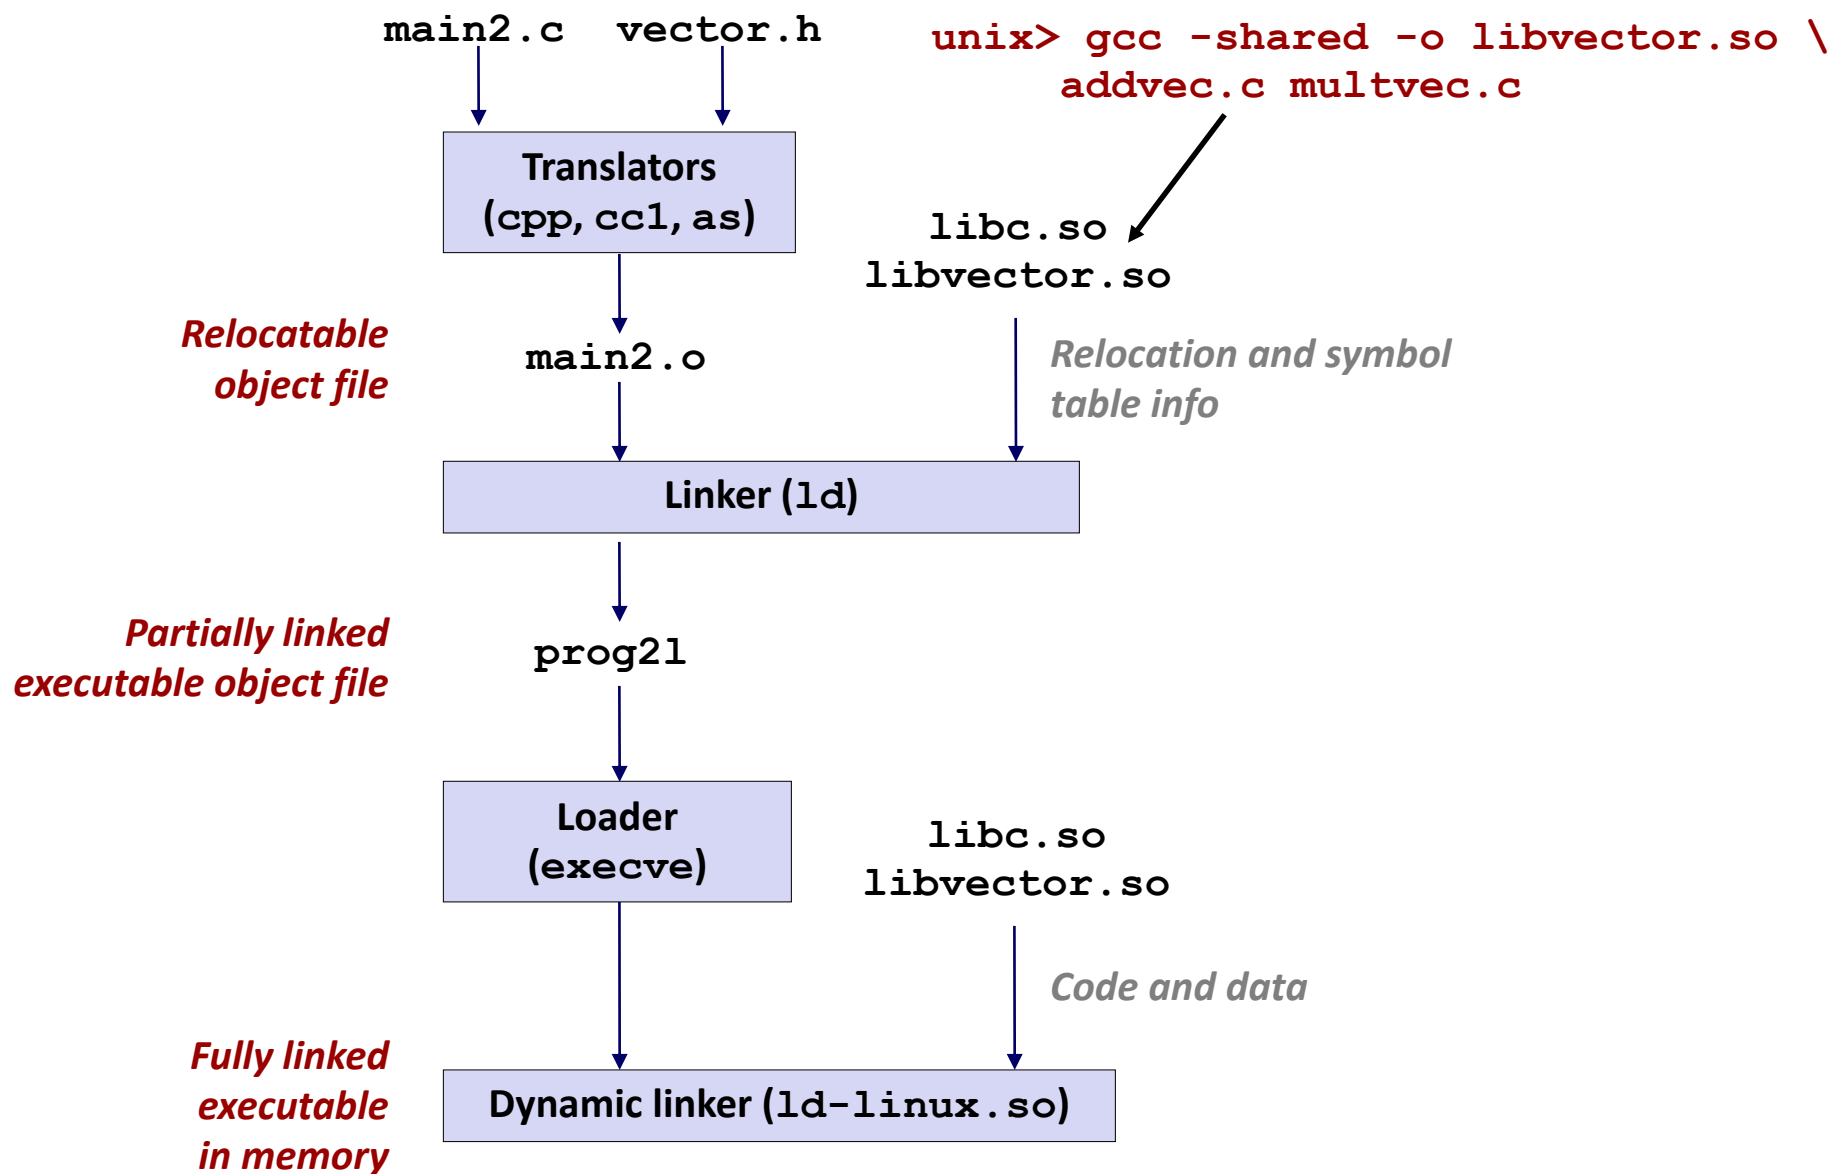 main2.c vector.h
unix> gcc -shared -o libvector.so \
addvec.c multvec.c
Translators
(cpp, cc1, as)
libc.so
libvector.so
Relocatable
object file
main2.o
Relocation and symbol
table info
Linker (ld)
Partially linked
executable object file
prog2l
Loader
(execve)
libc.so
libvector.so
Code and data
Fully linked
executable
in memory
Dynamic linker (ld-linux.so)